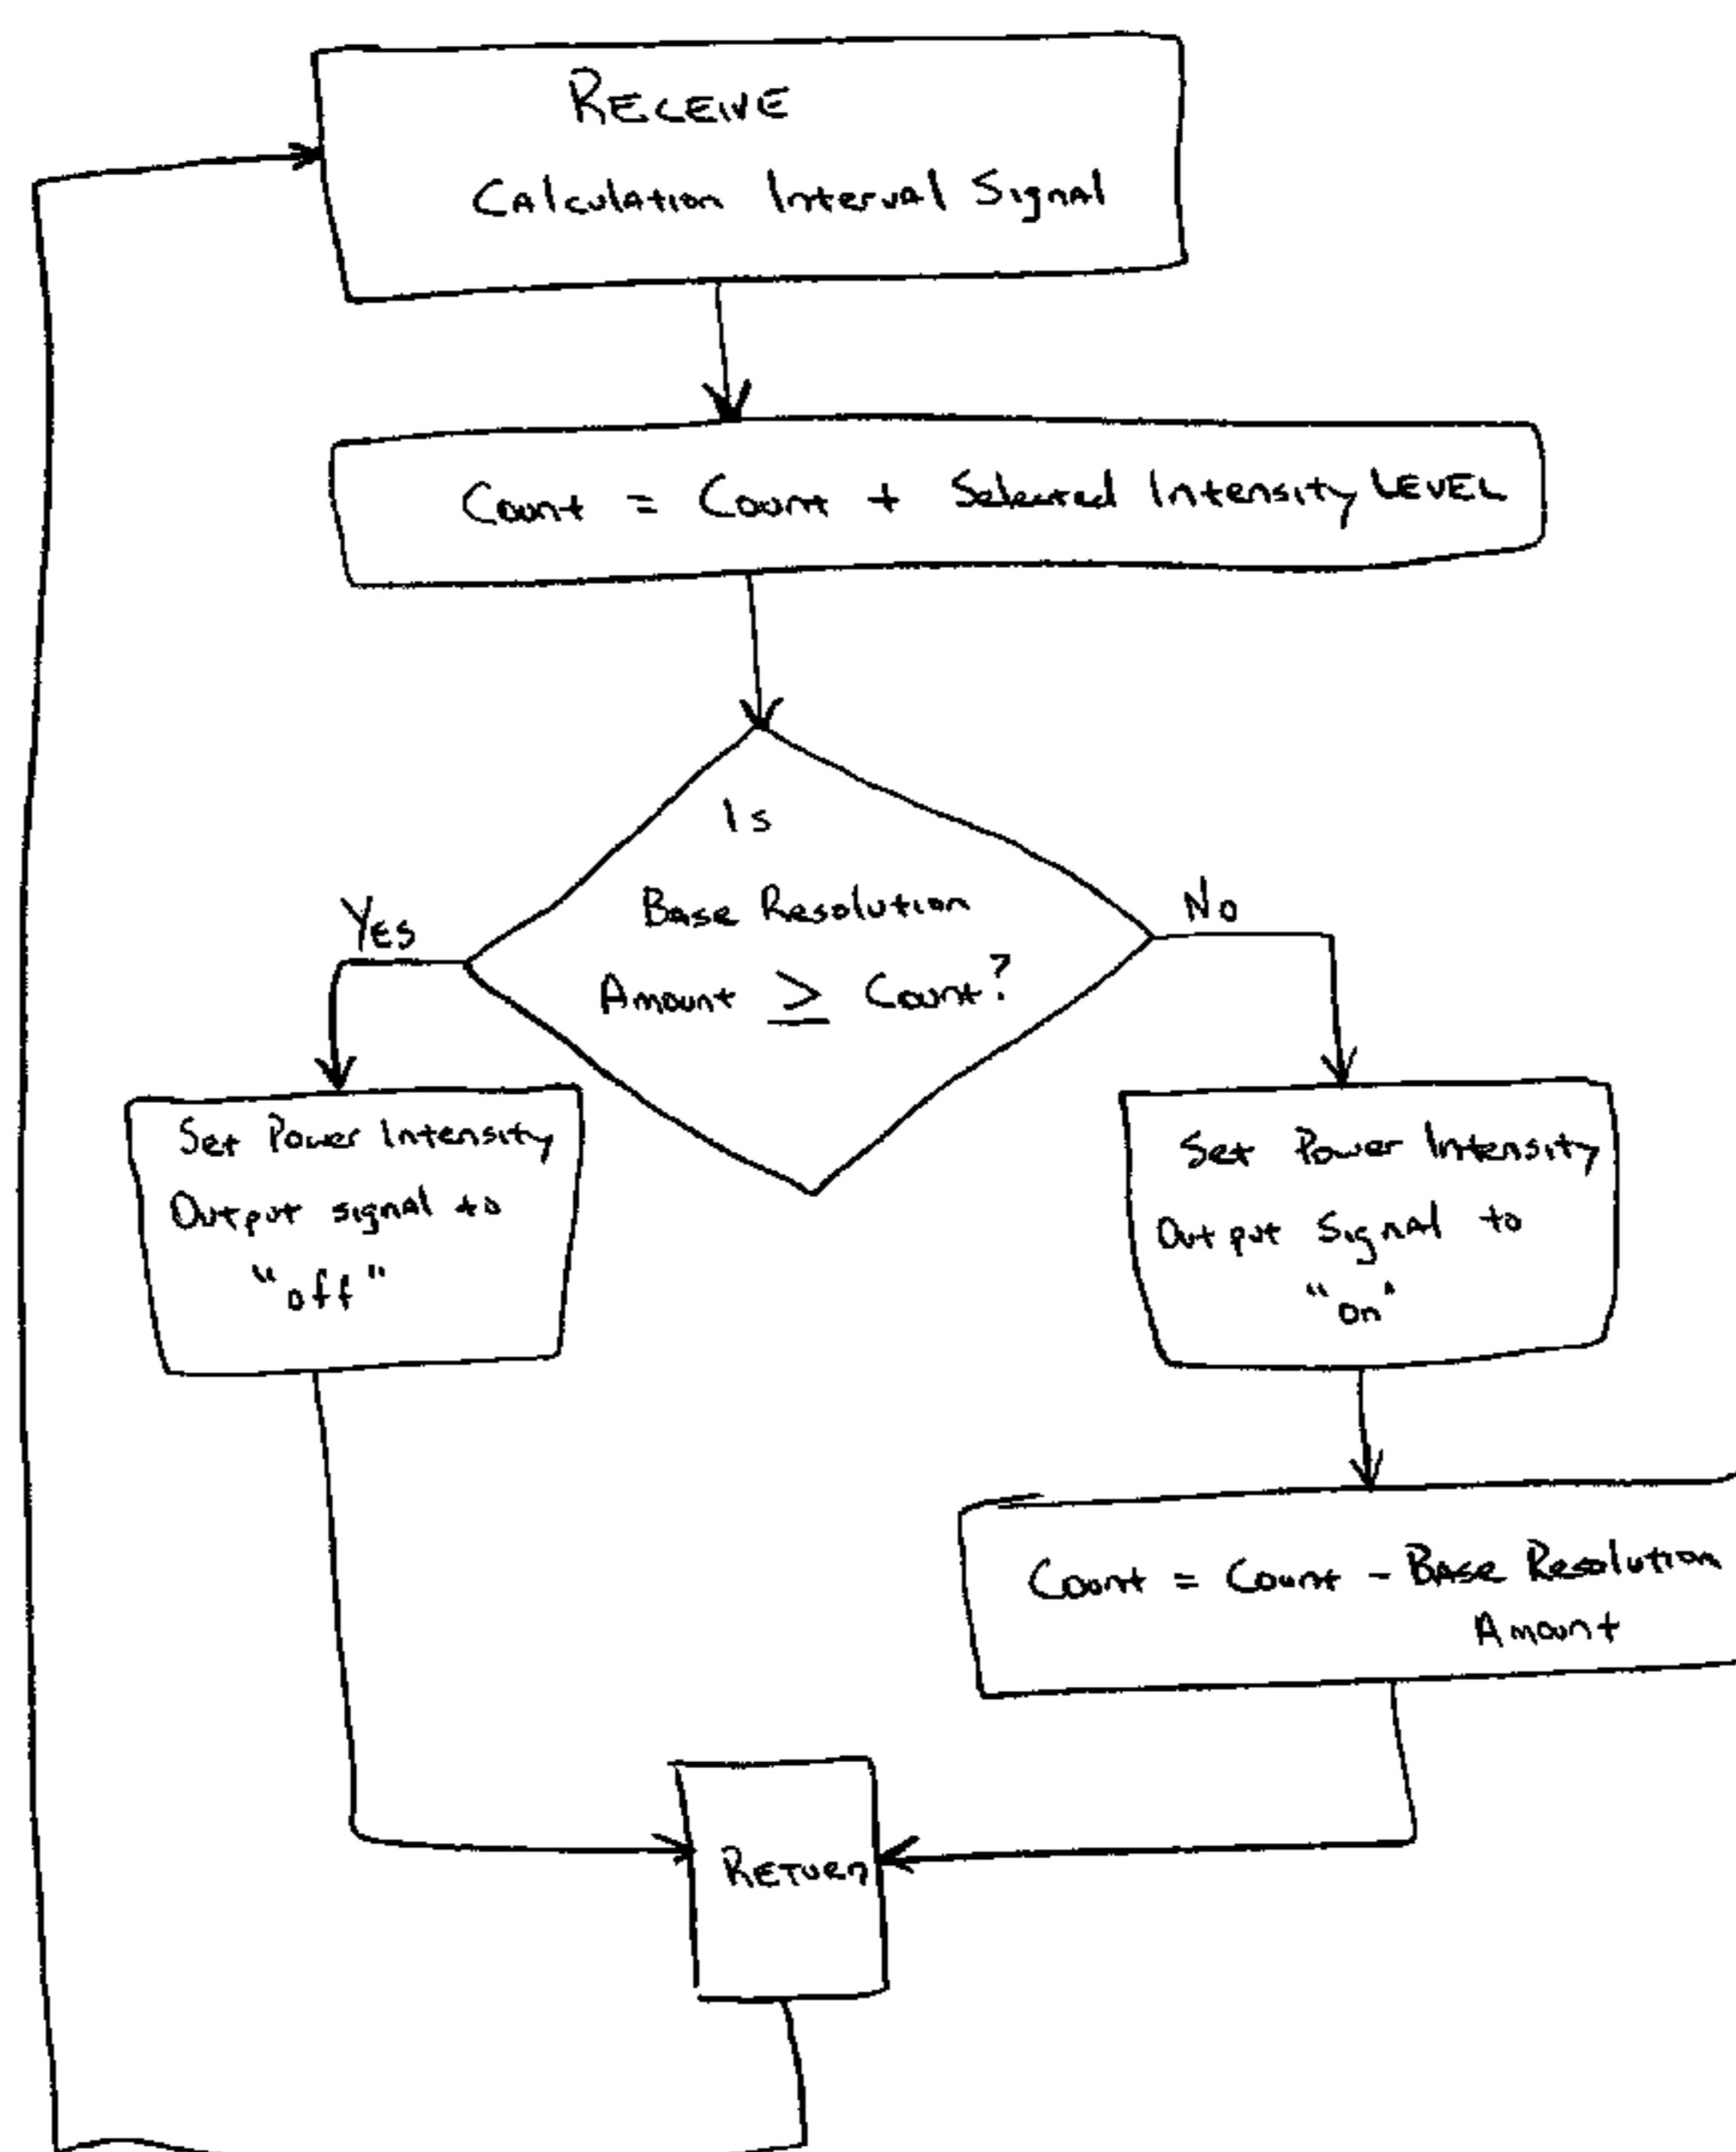 RECEIVE
Calculation Interval Signal
Count = Count + Selected Intensity LEVEL
Is
Base Resolution
Amount ≥ Count?
Yes
No
Set Power Intensity
Output signal to
"off"
Set Power Intensity
Output Signal to
"on"
Count = Count - Base Resolution
Amount
Return